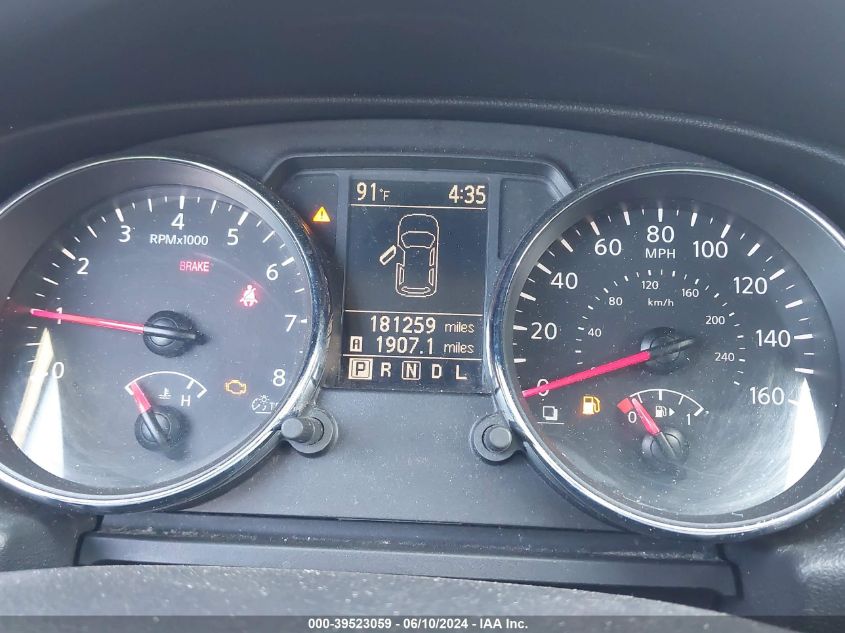 91°F 4:35
181259 miles
A 1907.1 miles
P R N D L
0 1 2 3 4 5 6 7 8
RPMx1000
BRAKE
H
0 20 40 60 80 100 120 140 160
MPH
40 80 120 160 200 240
km/h
0 1
000-39523059 / 06/10/2024 / IAA Inc.